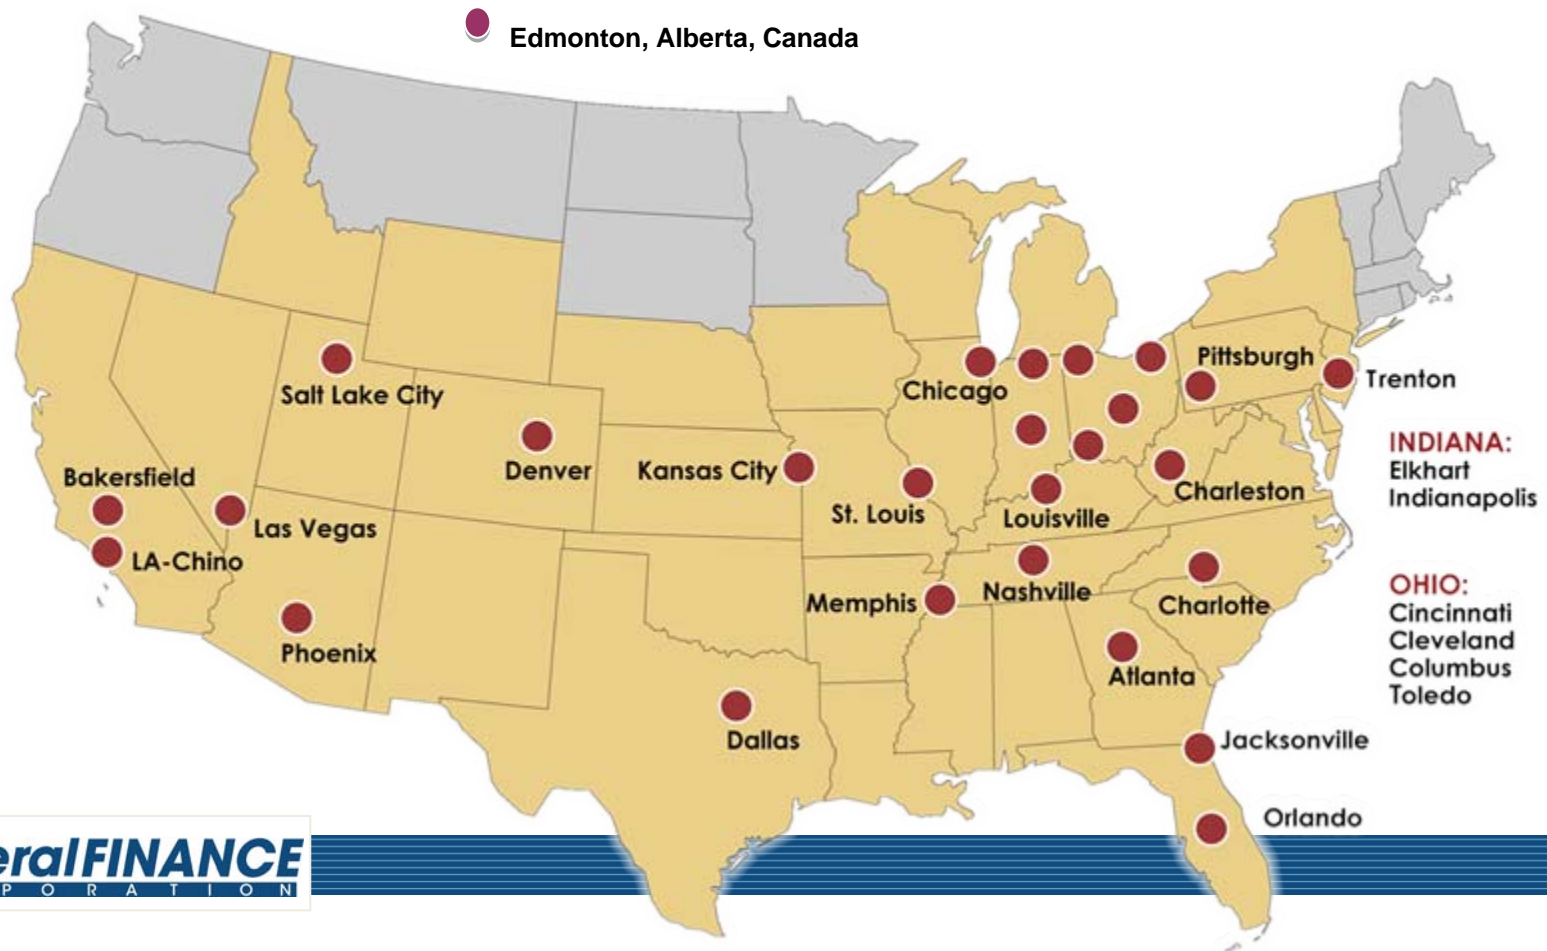 Edmonton, Alberta, Canada
Pittsburgh
Chicago
Trenton
Salt Lake City
INDIANA:
Elkhart
Indianapolis
Denver
Kansas City
Bakersfield
Charleston
St. Louis
Louisville
Las Vegas
LA-Chino
OHIO:
Cincinnati
Cleveland
Columbus
Toledo
Nashville
Memphis
Charlotte
Phoenix
Atlanta
Dallas
Jacksonville
Orlando
eralFINANCE
PORATION